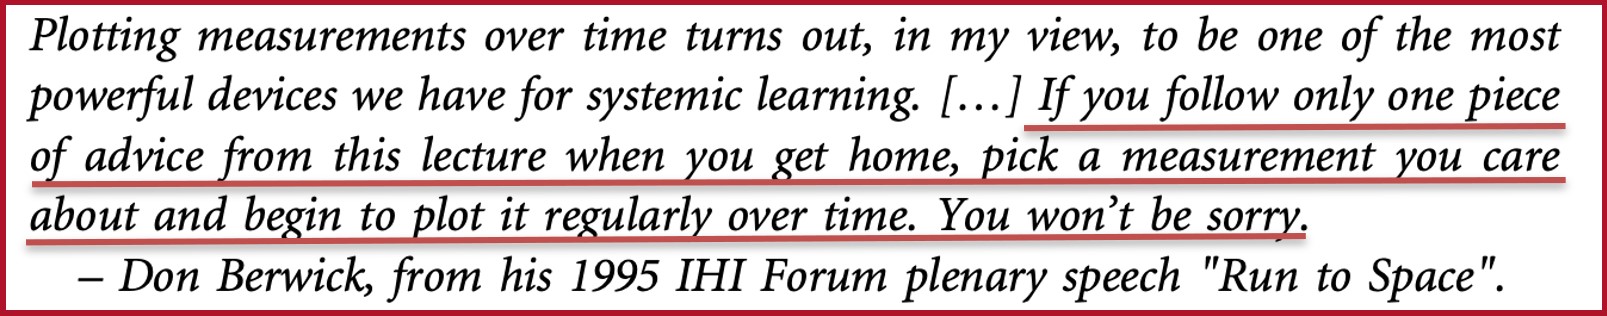 Plotting measurements over time turns out, in my view, to be one of the most
powerful devices we have for systemic learning. […] If you follow only one piece
of advice from this lecture when you get home, pick a measurement you care
about and begin to plot it regularly over time. You won’t be sorry.
– Don Berwick, from his 1995 IHI Forum plenary speech "Run to Space".